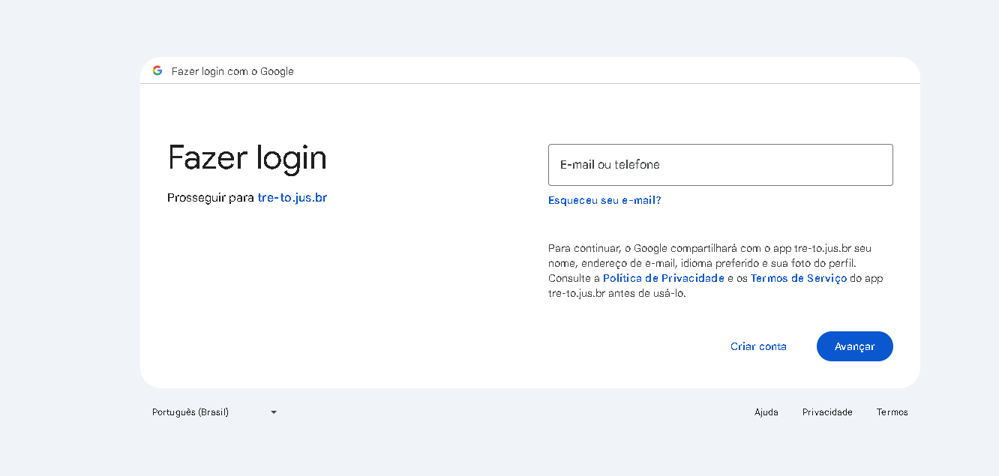 Fazer login com o Google
Fazer login
Prosseguir para tre-to.jus.br
E-mail ou telefone
Esqueceu seu e-mail?
Para continuar, o Google compartilhará com o app tre-to.jus.br seu
nome, endereço de e-mail, idioma preferido e sua foto do perfil.
Consulte a Política de Privacidade e os Termos de Serviço do app
tre-to.jus.br antes de usá-lo.
Criar conta
Avançar
Português (Brasil)
Ajuda
Privacidade
Termos